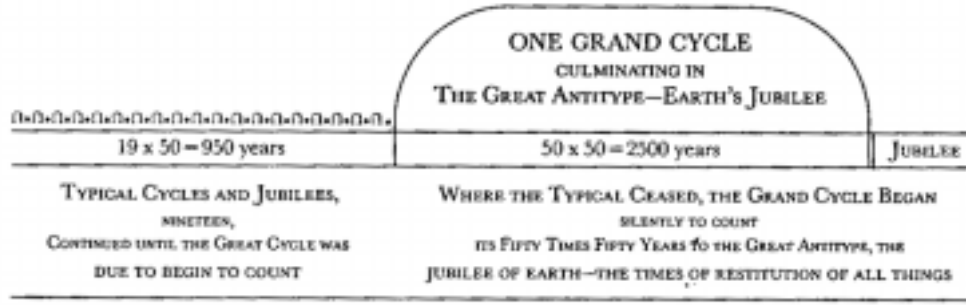 ONE GRAND CYCLE
CULMINATING IN
THE GREAT ANTITYPE—EARTH'S JUBILEE
19 x 50 = 950 years
50 x 50 = 2500 years
JUBILEE
TYPICAL CYCLES AND JUBILEES,
NINETEEN,
CONTINUED UNTIL THE GREAT CYCLE WAS
DUE TO BEGIN TO COUNT
WHERE THE TYPICAL CEASED, THE GRAND CYCLE BEGAN
SILENTLY TO COUNT
ITS FIFTY TIMES FIFTY YEARS to THE GREAT ANTITYPE, THE
JUBILEE OF EARTH—THE TIMES OF RESTITUTION OF ALL THINGS